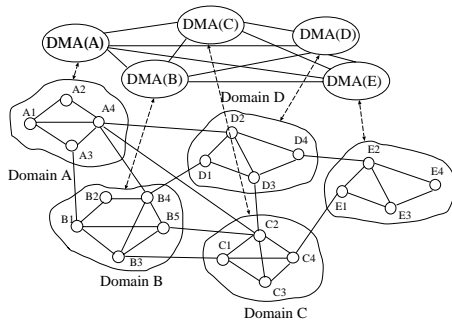 DMA(C)
DMA(A)
DMA(D)
DMA(B)
DMA(E)
Domain D
A2
A1
A4
A3
D2
D4
D1
D3
E2
E4
E1
E3
Domain A
B2
B4
B1
B5
B3
C2
C1
C4
C3
Domain B
Domain C